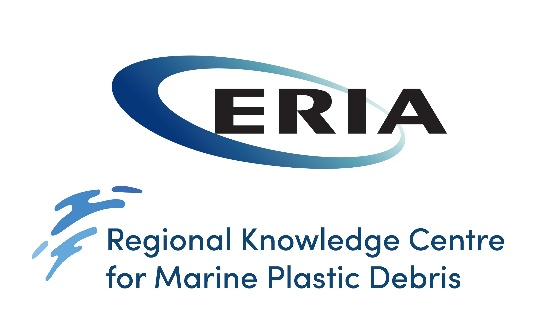 ERIA
Regional Knowledge Centre
for Marine Plastic Debris